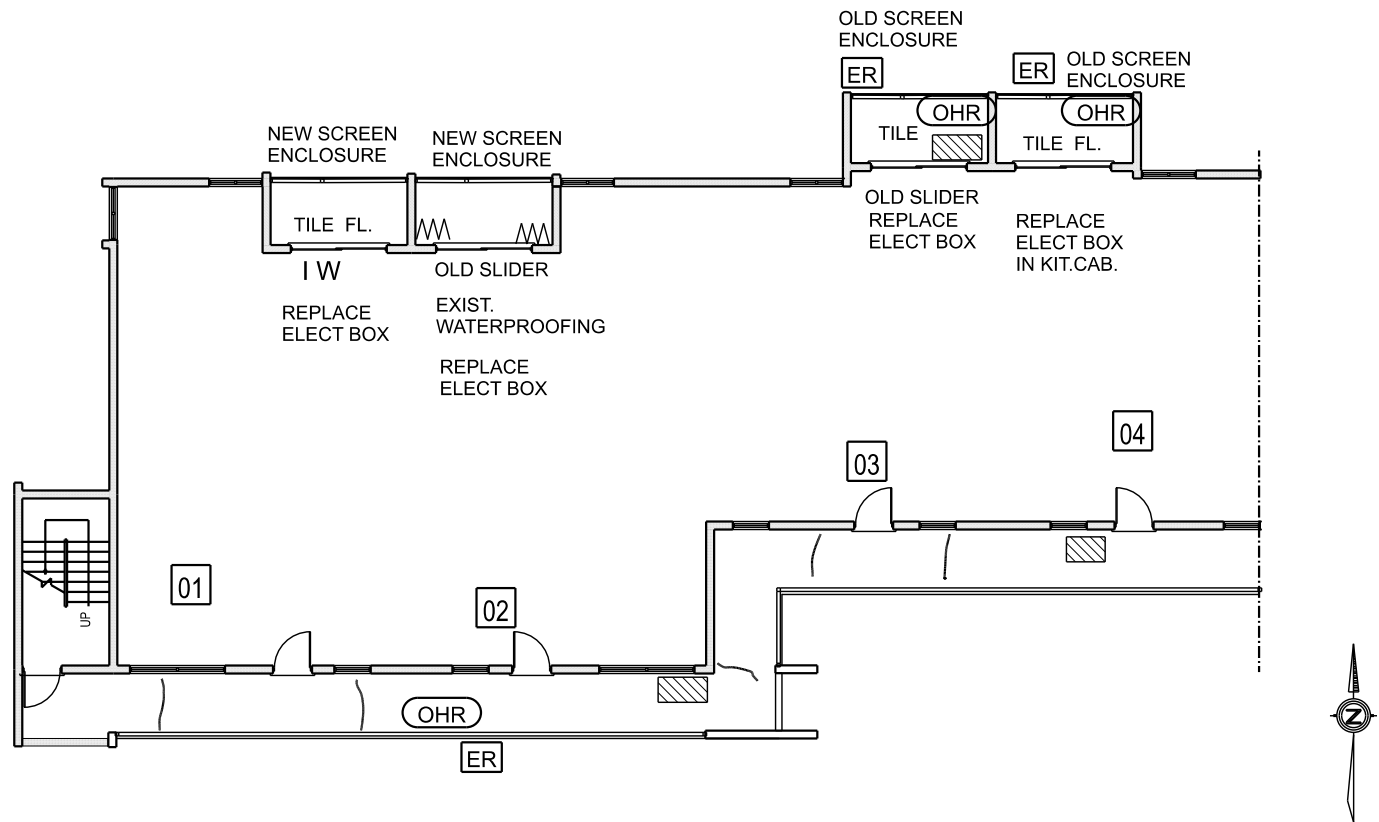 OLD SCREEN
ENCLOSURE
ER
ER
OLD SCREEN
ENCLOSURE
OHR
OHR
TILE
TILE FL.
NEW SCREEN
ENCLOSURE
NEW SCREEN
ENCLOSURE
TILE FL.
I W
REPLACE
ELECT BOX
OLD SLIDER
EXIST.
WATERPROOFING
REPLACE
ELECT BOX
OLD SLIDER
REPLACE
ELECT BOX
REPLACE
ELECT BOX
IN KIT.CAB.
04
03
01
02
UP
OHR
ER
N